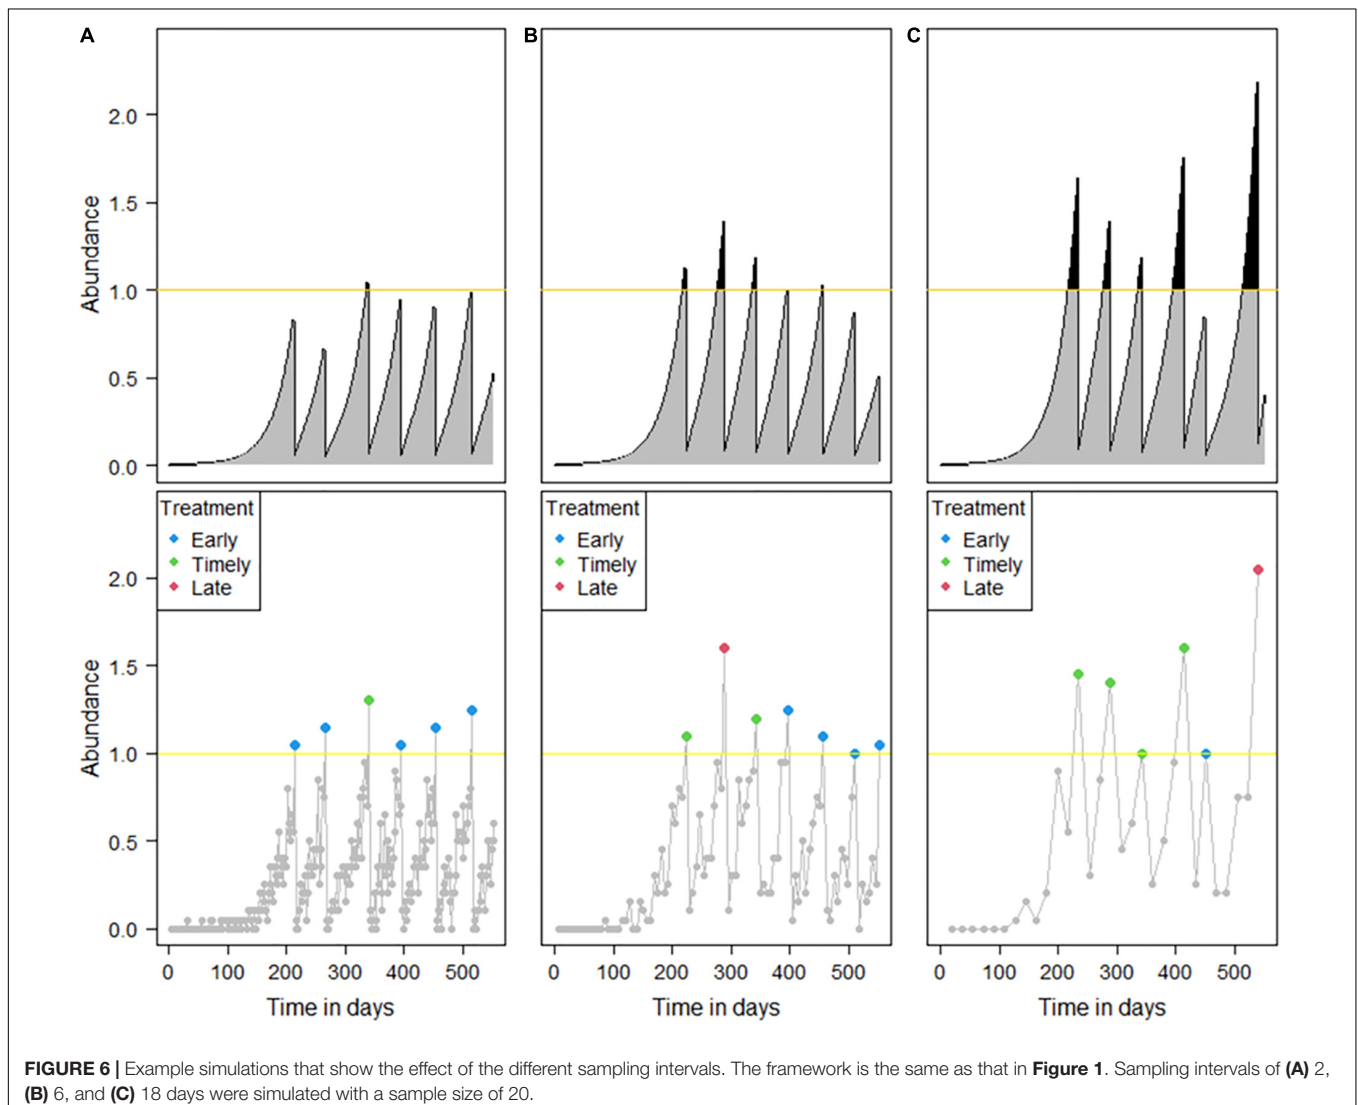 A B C
Abundance
2.0
1.5
1.0
0.5
0.0
Treatment Treatment Treatment
Early Early Early
Timely Timely Timely
Late Late Late
Abundance
2.0
1.5
1.0
0.5
0.0
0 100 200 300 400 500 0 100 200 300 400 500 0 100 200 300 400 500
Time in days Time in days Time in days
FIGURE 6 | Example simulations that show the effect of the different sampling intervals. The framework is the same as that in Figure 1. Sampling intervals of (A) 2,
(B) 6, and (C) 18 days were simulated with a sample size of 20.